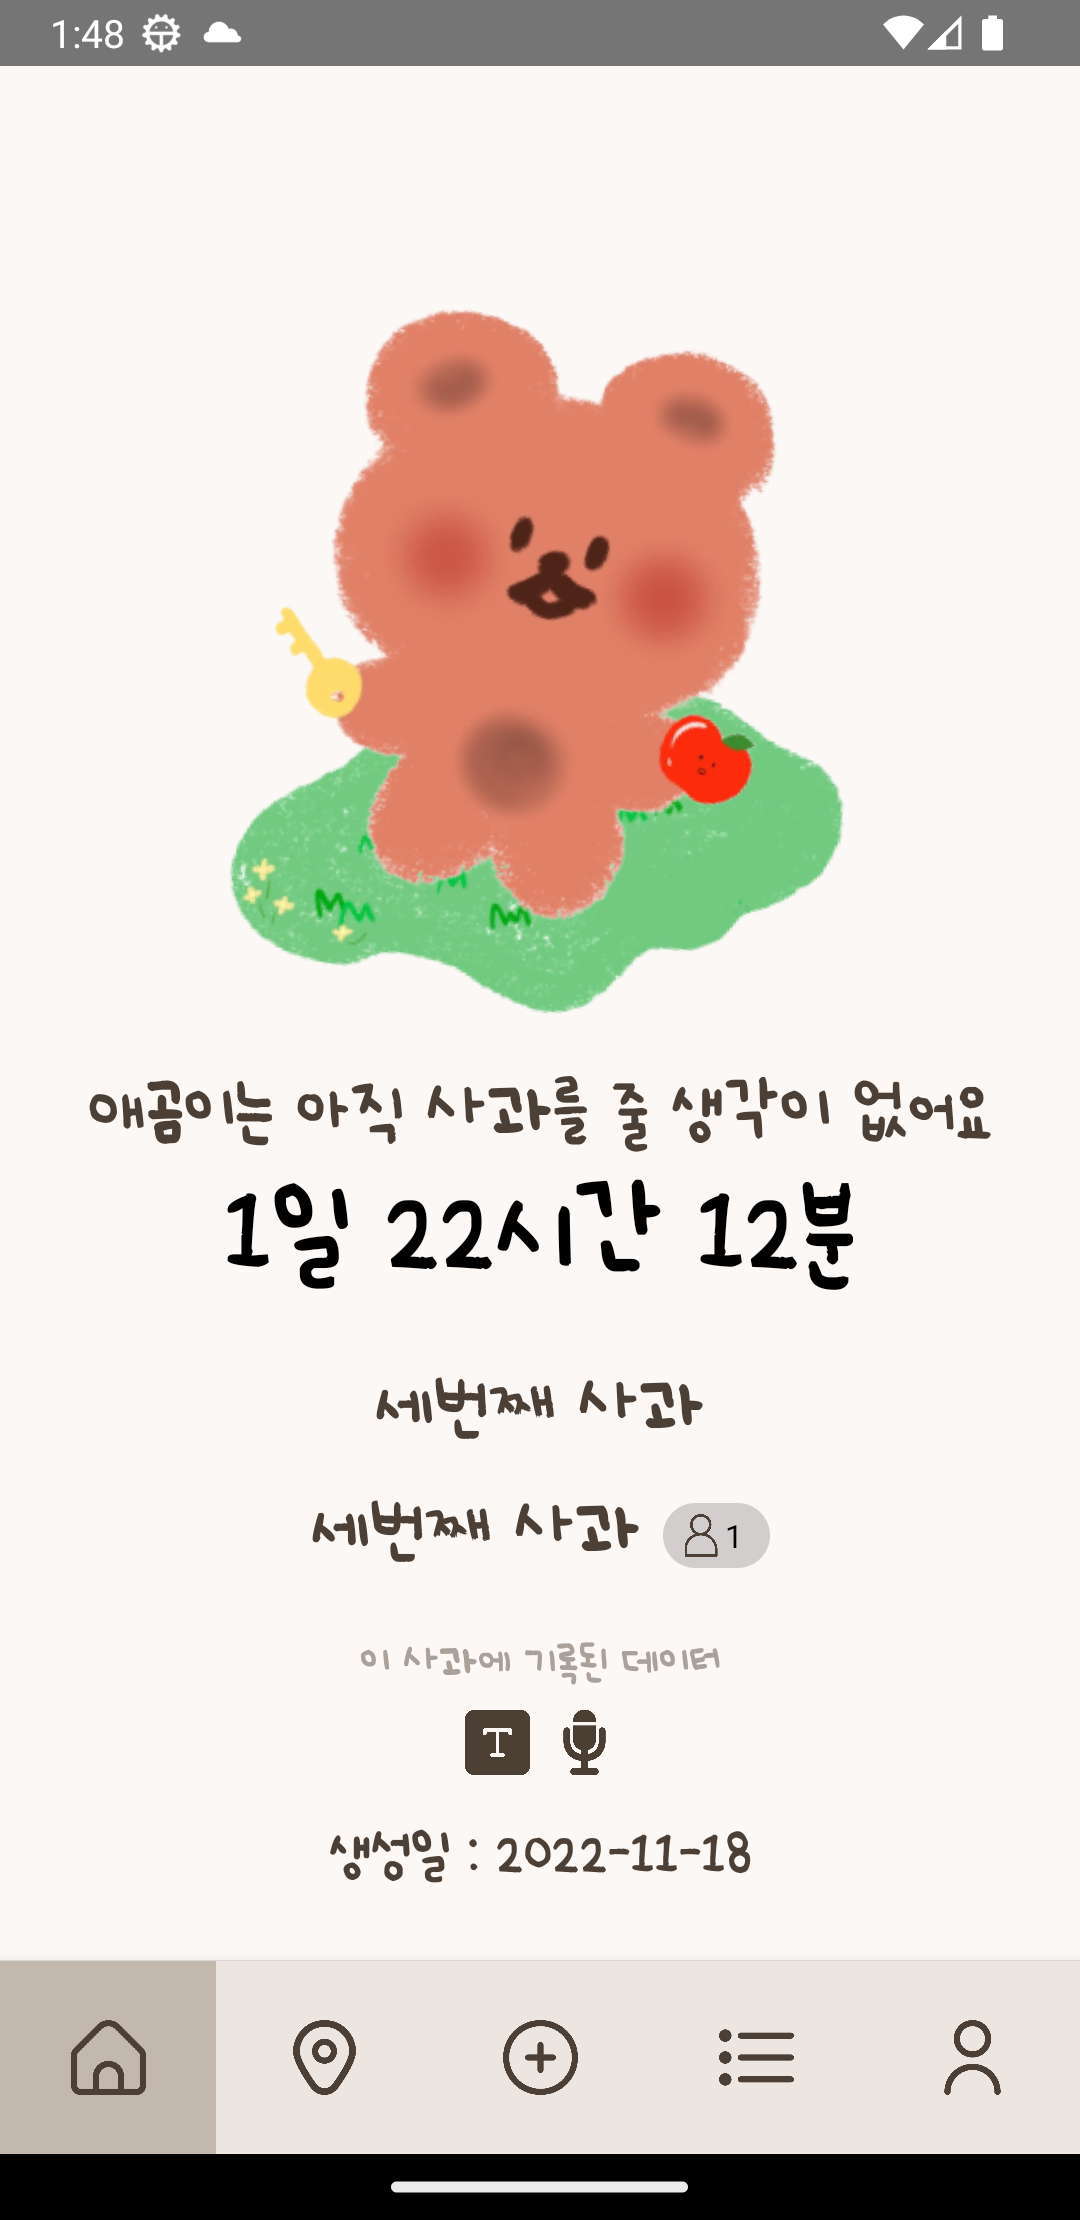 1:48
애곰이는 아직 사과를 줄 생각이 없어요
1일 22시간 12분
세번째 사과
세번째 사과 1
이 사과에 기록된 데이터
T
생성일 : 2022-11-18